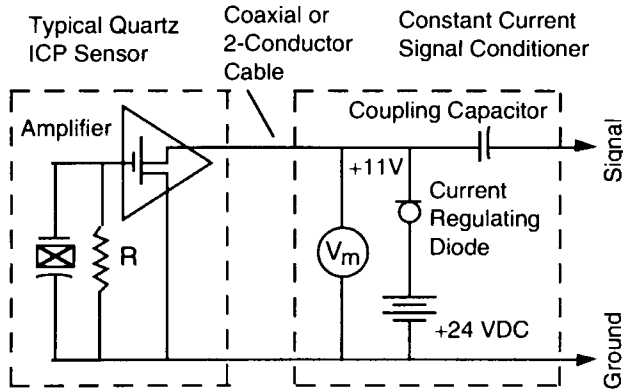 Typical Quartz
ICP Sensor
Coaxial or
2-Conductor
Cable
Constant Current
Signal Conditioner
Amplifier
Coupling Capacitor
Signal
+11V
Current
Regulating
Diode
R
Vm
+24 VDC
Ground